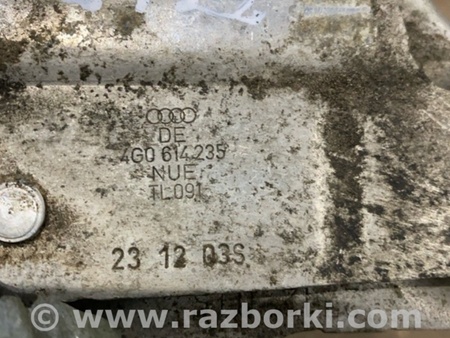 DE
4G0 614 235
NUE
TL091
23 12 03S
www.razborki.com